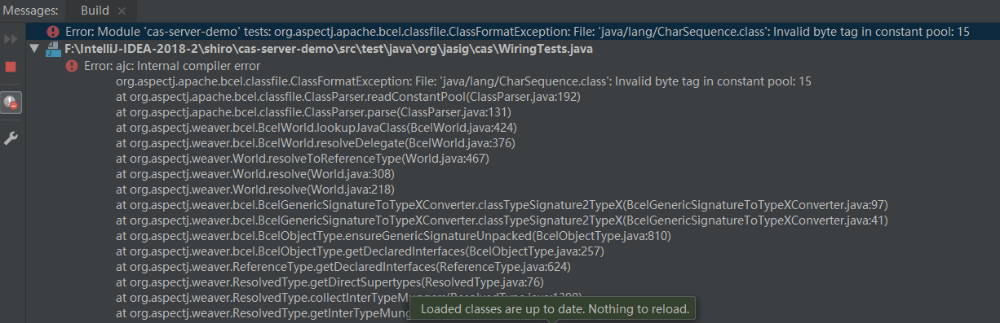 Messages: Build
Error: Module 'cas-server-demo' tests: org.aspectj.apache.bcel.classfile.ClassFormatException: File: 'java/lang/CharSequence.class': Invalid byte tag in constant pool: 15
F:\IntelliJ-IDEA-2018-2\shiro\cas-server-demo\src\test\java\org\jasig\cas\WiringTests.java
Error: ajc: Internal compiler error
org.aspectj.apache.bcel.classfile.ClassFormatException: File: 'java/lang/CharSequence.class': Invalid byte tag in constant pool: 15
at org.aspectj.apache.bcel.classfile.ClassParser.readConstantPool(ClassParser.java:192)
at org.aspectj.apache.bcel.classfile.ClassParser.parse(ClassParser.java:131)
at org.aspectj.weaver.bcel.BcelWorld.lookupJavaClass(BcelWorld.java:424)
at org.aspectj.weaver.bcel.BcelWorld.resolveDelegate(BcelWorld.java:376)
at org.aspectj.weaver.World.resolveToReferenceType(World.java:467)
at org.aspectj.weaver.World.resolve(World.java:308)
at org.aspectj.weaver.World.resolve(World.java:218)
at org.aspectj.weaver.bcel.BcelGenericSignatureToTypeXConverter.classTypeSignature2TypeX(BcelGenericSignatureToTypeXConverter.java:97)
at org.aspectj.weaver.bcel.BcelGenericSignatureToTypeXConverter.classTypeSignature2TypeX(BcelGenericSignatureToTypeXConverter.java:41)
at org.aspectj.weaver.bcel.BcelObjectType.ensureGenericSignatureUnpacked(BcelObjectType.java:810)
at org.aspectj.weaver.bcel.BcelObjectType.getDeclaredInterfaces(BcelObjectType.java:257)
at org.aspectj.weaver.ReferenceType.getDeclaredInterfaces(ReferenceType.java:624)
at org.aspectj.weaver.ResolvedType.getDirectSupertypes(ResolvedType.java:76)
at org.aspectj.weaver.ResolvedType.collectInterTypeMungers
at org.aspectj.weaver.ResolvedType.getInterTypeMung
Loaded classes are up to date. Nothing to reload.